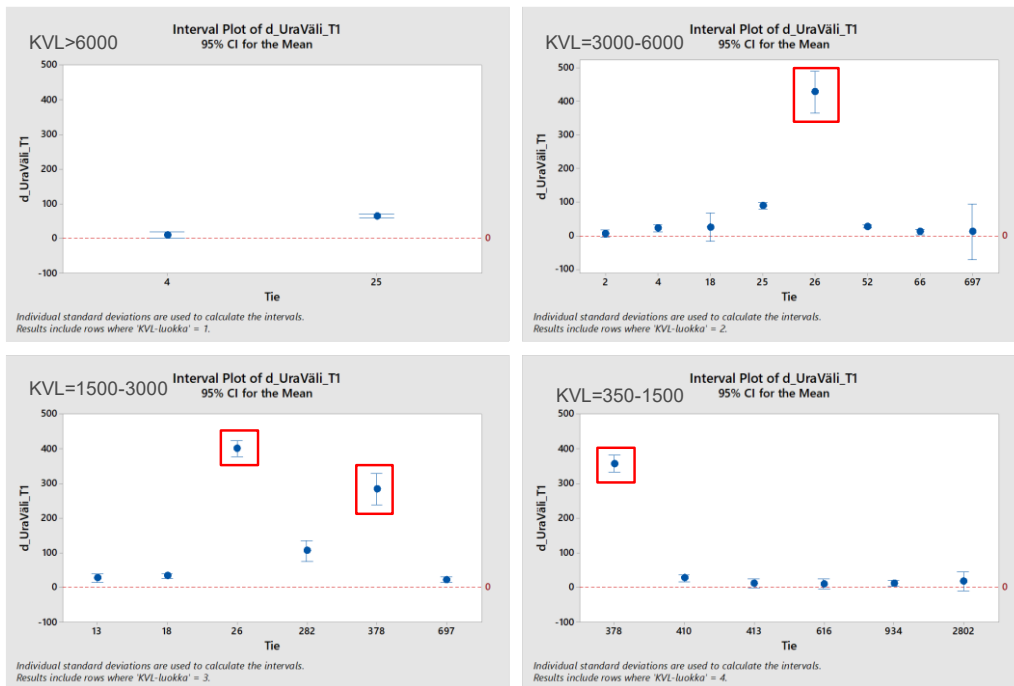 KVL>6000
Interval Plot of d_UraVäli_T1
95% CI for the Mean
d_UraVäli_T1
500
400
300
200
100
0
-100
0
4 25
Tie
Individual standard deviations are used to calculate the intervals.
Results include rows where 'KVL-luokka' = 1.
KVL=3000-6000
Interval Plot of d_UraVäli_T1
95% CI for the Mean
d_UraVäli_T1
500
400
300
200
100
0
-100
0
2 4 18 25 26 52 66 697
Tie
Individual standard deviations are used to calculate the intervals.
Results include rows where 'KVL-luokka' = 2.
KVL=1500-3000
Interval Plot of d_UraVäli_T1
95% CI for the Mean
d_UraVäli_T1
500
400
300
200
100
0
-100
0
13 18 26 282 378 697
Tie
Individual standard deviations are used to calculate the intervals.
Results include rows where 'KVL-luokka' = 3.
KVL=350-1500
Interval Plot of d_UraVäli_T1
95% CI for the Mean
d_UraVäli_T1
500
400
300
200
100
0
-100
0
378 410 413 616 934 2802
Tie
Individual standard deviations are used to calculate the intervals.
Results include rows where 'KVL-luokka' = 4.